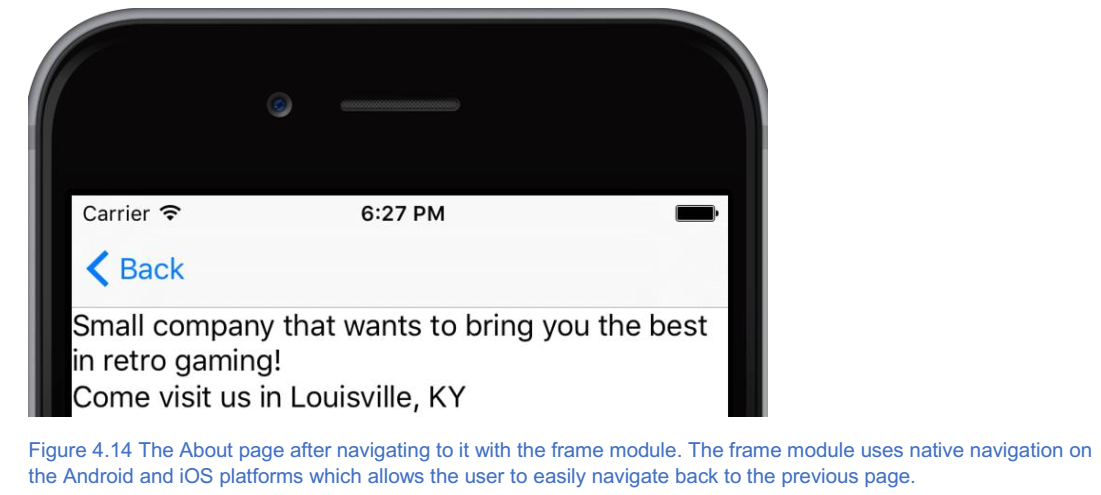 Carrier 6:27 PM
Back
Small company that wants to bring you the best
in retro gaming!
Come visit us in Louisville, KY
Figure 4.14 The About page after navigating to it with the frame module. The frame module uses native navigation on
the Android and iOS platforms which allows the user to easily navigate back to the previous page.